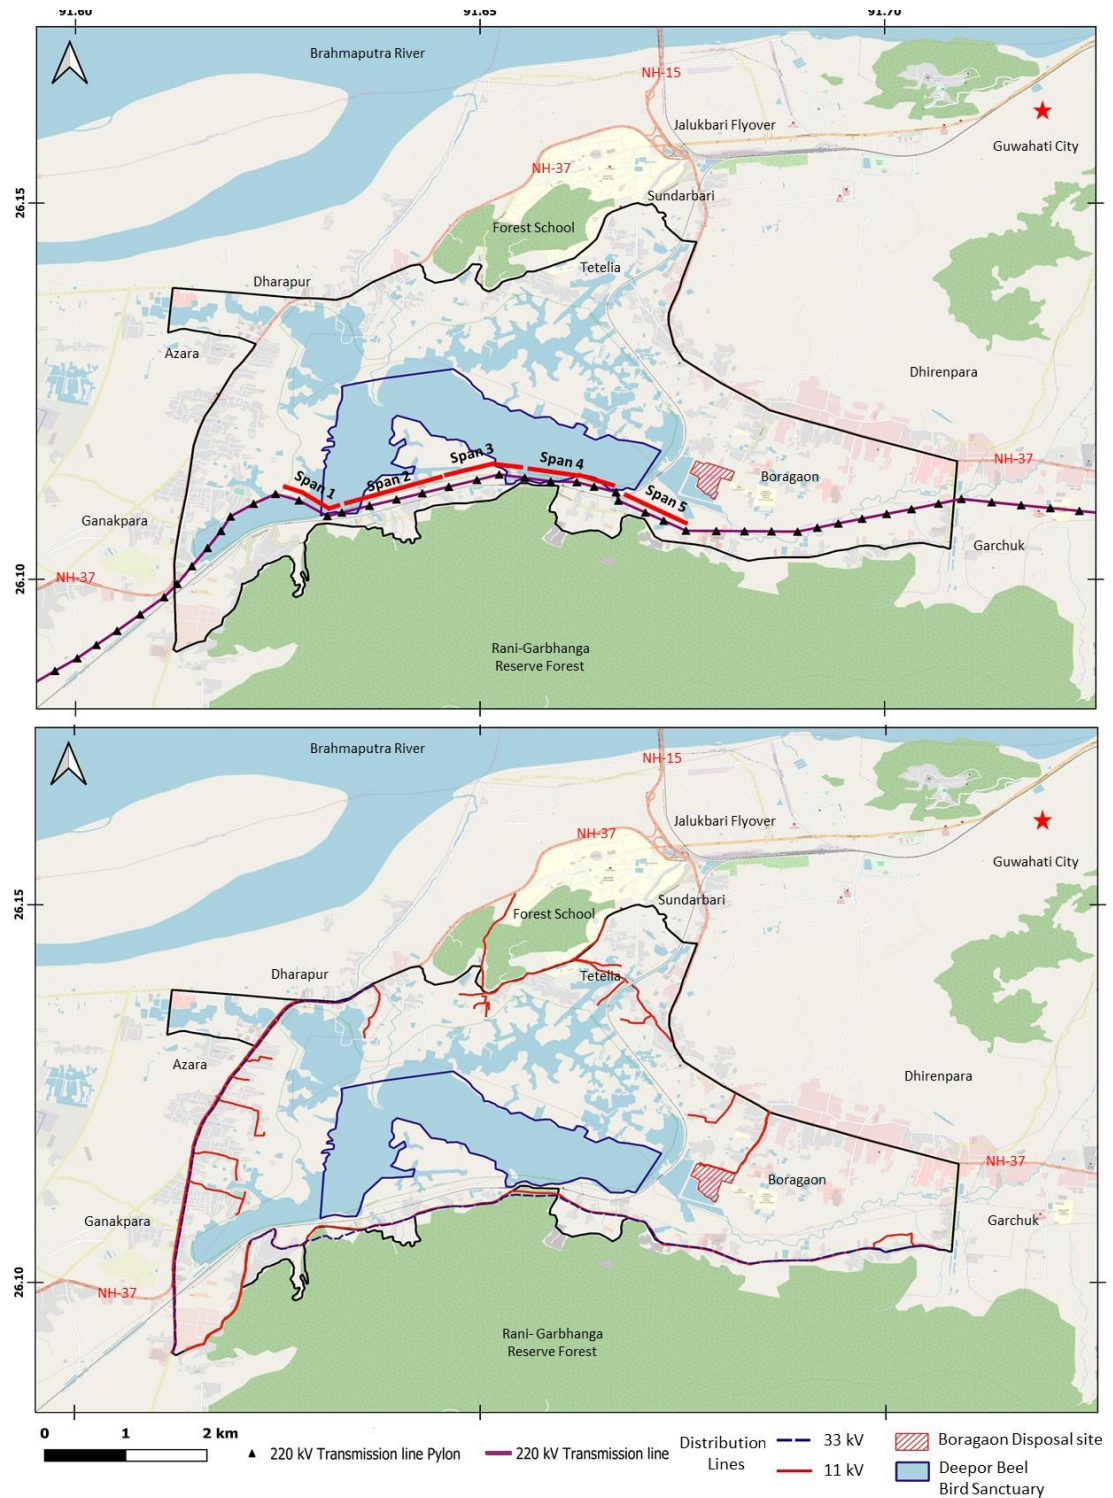 91.60
91.65
91.70
Brahmaputra River
NH-15
Jalukbari Flyover
Guwahati City
NH-37
26.15
Sundarbari
Forest School
Tetelia
Dharapur
Azara
Dhirenpara
Span 3
Span 4
NH-37
Span 1
Span 2
Span 5
Boragaon
Ganakpara
Garchuk
26.10
NH-37
Rani-Garbhanga
Reserve Forest
Brahmaputra River
NH-15
Jalukbari Flyover
NH-37
Guwahati City
26.15
Sundarbari
Forest School
Dharapur
Tetelia
Azara
Dhirenpara
NH-37
Boragaon
Ganakpara
Garchuk
26.10
NH-37
Rani- Garbhanga
Reserve Forest
0 1 2 km
220 kV Transmission line Pylon
220 kV Transmission line
Distribution
Lines
33 kV
11 kV
Boragaon Disposal site
Deepor Beel
Bird Sanctuary